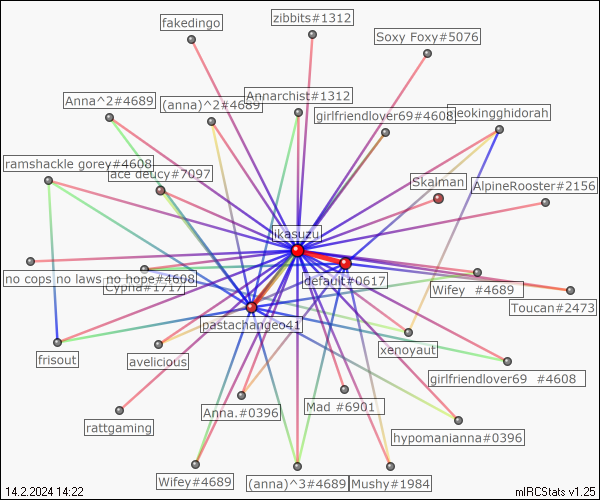 zibbits#1312
fakedingo
Soxy Foxy#5076
Annarchist#1312
Anna^2#4689
(anna)^2#4689
girlfriendlover69#4608
eokingghidorah
ramshackle gorey#4608
ace deucy#7097
Skalman
AlpineRooster#2156
jkasuzu
no cops no laws no hope#4608
Cypha#1717
default#0617
Wifey #4689
Toucan#2473
pastachangeo41
frisout
avelicious
xenoyaut
girlfriendlover69 #4608
rattgaming
Anna.#0396
Mad #6901
hypomanianna#0396
Wifey#4689
(anna)^3#4689
Mushy#1984
14.2.2024 14:22
mIRCStats v1.25